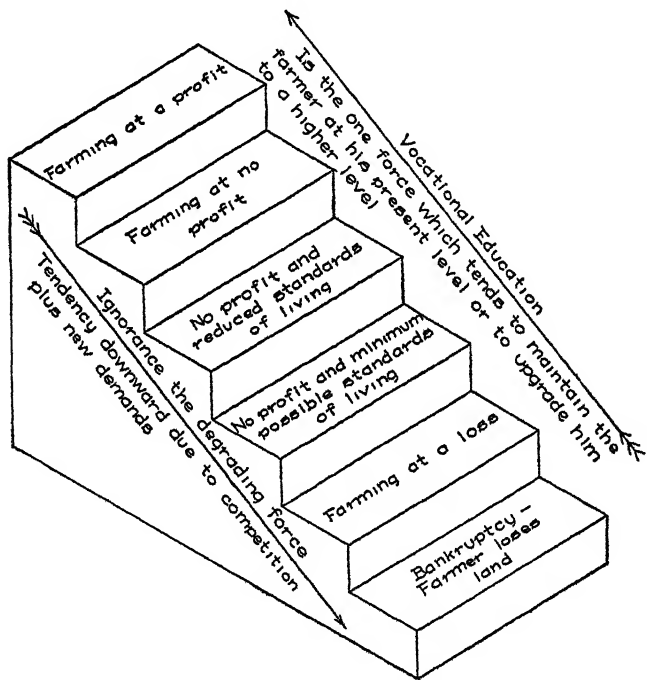 Farming at a profit
Farming at no
profit
No profit and
reduced standards
of living
No profit and minimum
possible standards
of living
Farming at a loss
Bankruptcy –
Farmer loses
land
Vocational Education
Is the one force which tends to maintain the
farmer at his present level or to upgrade him
to a higher level
Ignorance the degrading force
Tendency downward due to competition
plus new demands